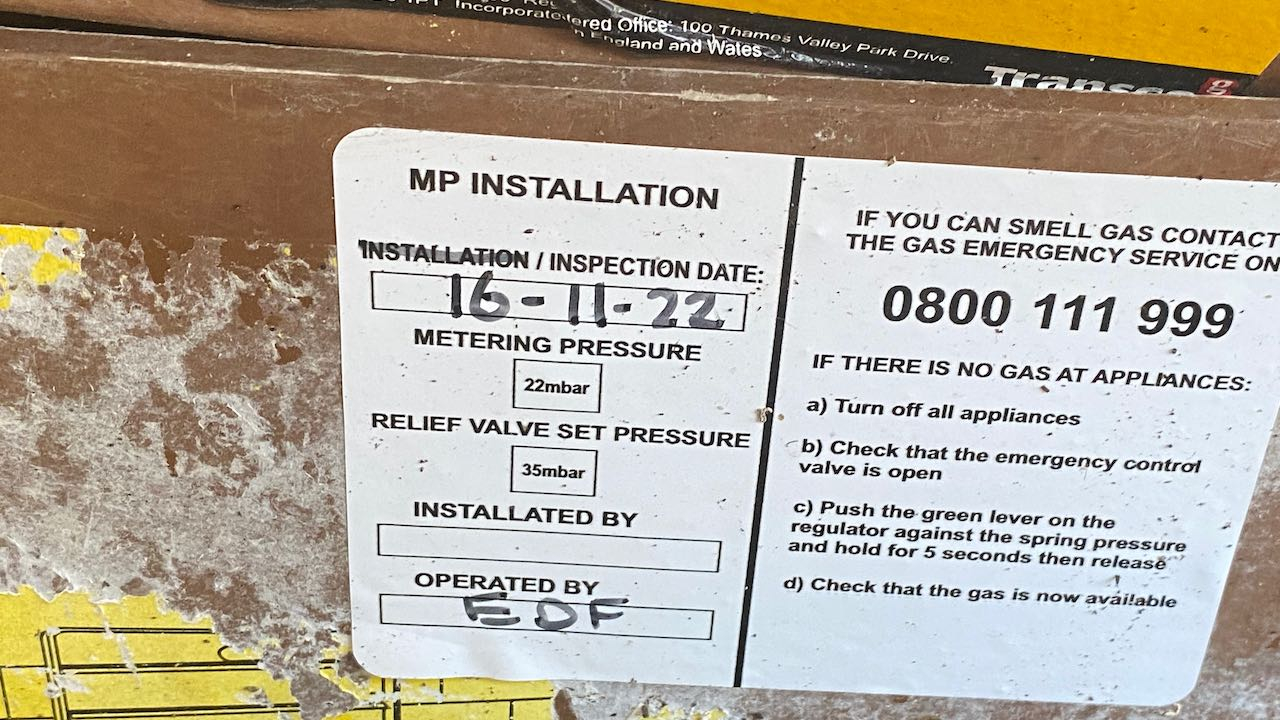 Incorporate
ered Office: 100 Thames Valley Park Drive
England and Wales
MP INSTALLATION
INSTALLATION / INSPECTION DATE:
16-11-22
METERING PRESSURE
22mbar
RELIEF VALVE SET PRESSURE
35mbar
INSTALLATED BY
OPERATED BY
EDF
IF YOU CAN SMELL GAS CONTACT
THE GAS EMERGENCY SERVICE ON
0800 111 999
IF THERE IS NO GAS AT APPLIANCES:
a) Turn off all appliances
b) Check that the emergency control
valve is open
c) Push the green lever on the
regulator against the spring pressure
and hold for 5 seconds then release
d) Check that the gas is now available